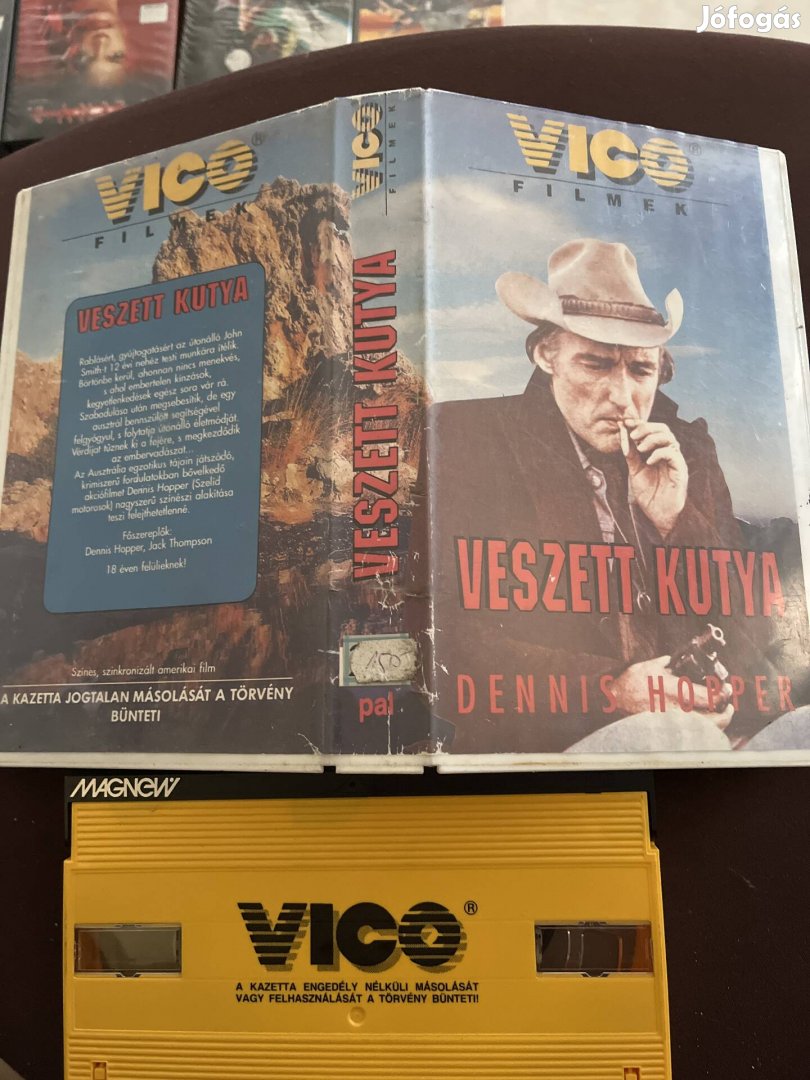 Jófogás
VICO®
FILMEK
VESZETT KUTYA
Rablásért, gyújtogatásért az útonálló John
Smith-t 12 évi nehéz testi munkára ítélik.
Börtönbe kerül, ahonnan nincs menekvés,
s ahol embertelen kínzások,
kegyetlenkedések egész sora vár rá.
Szabadulása után megsebesítik, de egy
ausztrál bennszülött segítségével
felgyógyul, s folytatja útonálló életmódját.
Vérdíjat tűznek ki a fejére, s megkezdődik
az embervadászat...
Az Ausztrália egzotikus tájain játszódó,
krimiszerű fordulatokban bővelkedő
akciófilmet Dennis Hopper (Szelíd
motorosok) nagyszerű színészi alakítása
teszi felejthetetlenné.
Főszereplők:
Dennis Hopper, Jack Thompson
18 éven felülieknek!
Színes, szinkronizált amerikai film
A KAZETTA JOGTALAN MÁSOLÁSÁT A TÖRVÉNY
BÜNTETI
VICO
FILMEK
VESZETT KUTYA
150
pal
VICO®
FILMEK
VESZETT KUTYA
DENNIS HOPPER
MAGNEW
VICO®
A KAZETTA ENGEDÉLY NÉLKÜLI MÁSOLÁSÁT
VAGY FELHASZNÁLÁSÁT A TÖRVÉNY BÜNTETI!